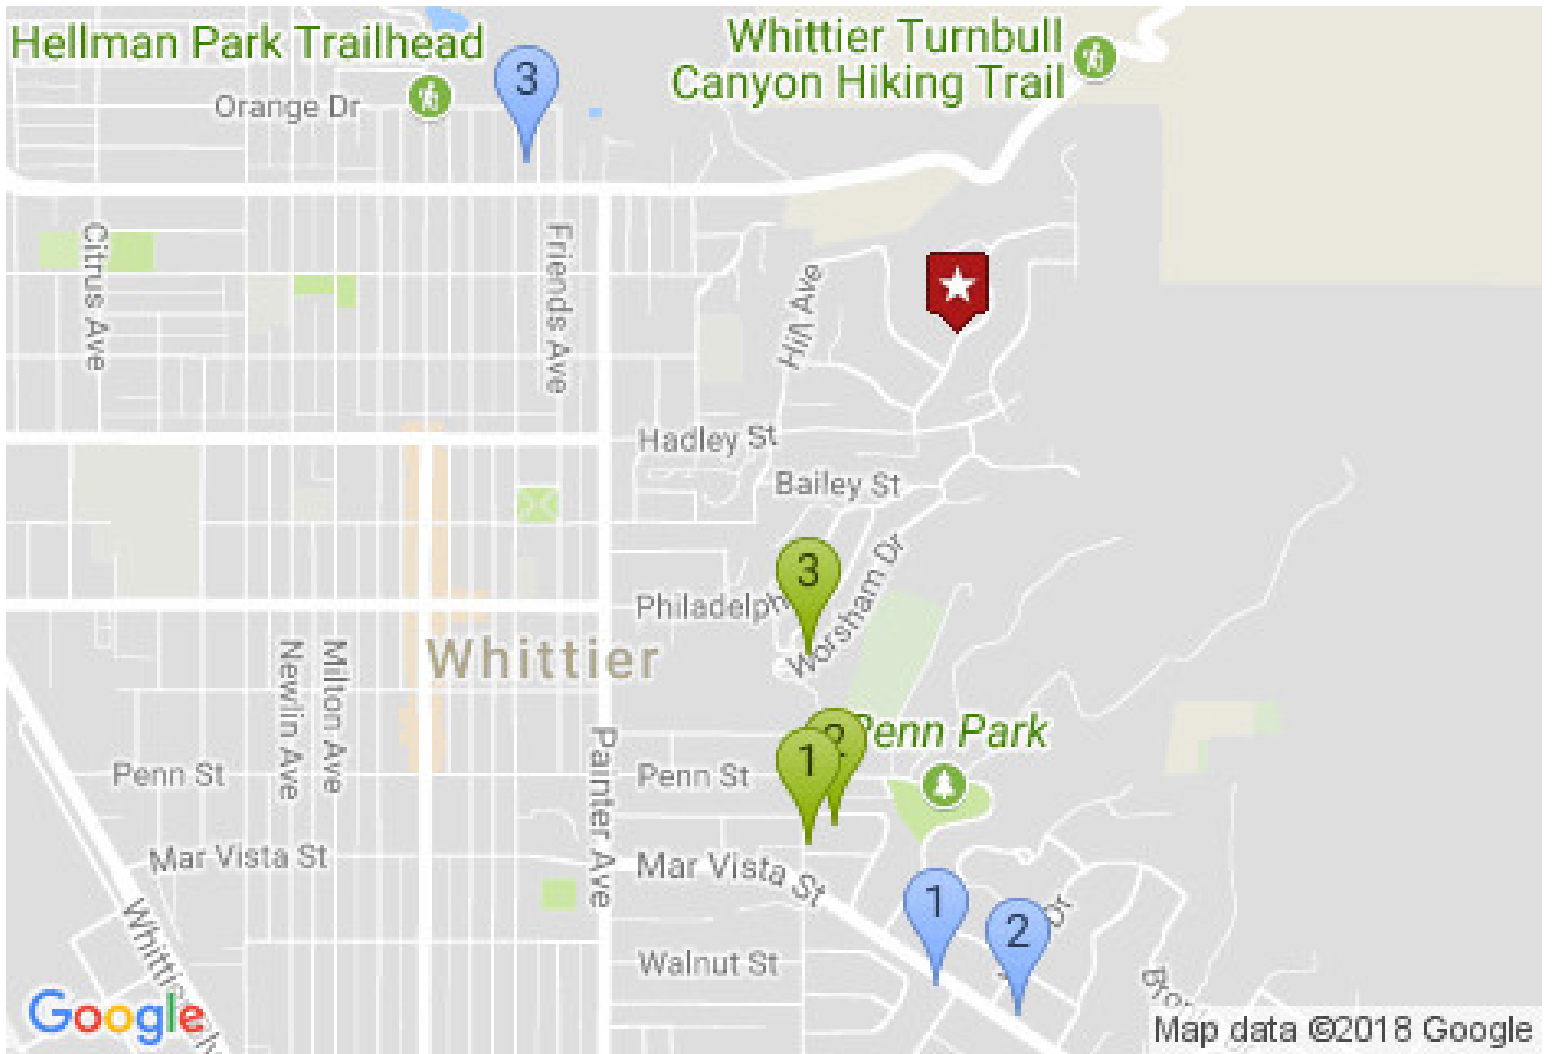 Hellman Park Trailhead
Whittier Turnbull
Canyon Hiking Trail
3
Orange Dr
Citrus Ave
Friends Ave
Hill Ave
Hadley St
Bailey St
3
Philadelph
Worsham Dr
Whittier
Newlin Ave
Milton Ave
Painter Ave
2
Penn Park
1
Penn St
Penn St
Mar Vista St
Mar Vista St
1
2
Dr
Walnut St
Google
Map data ©2018 Google